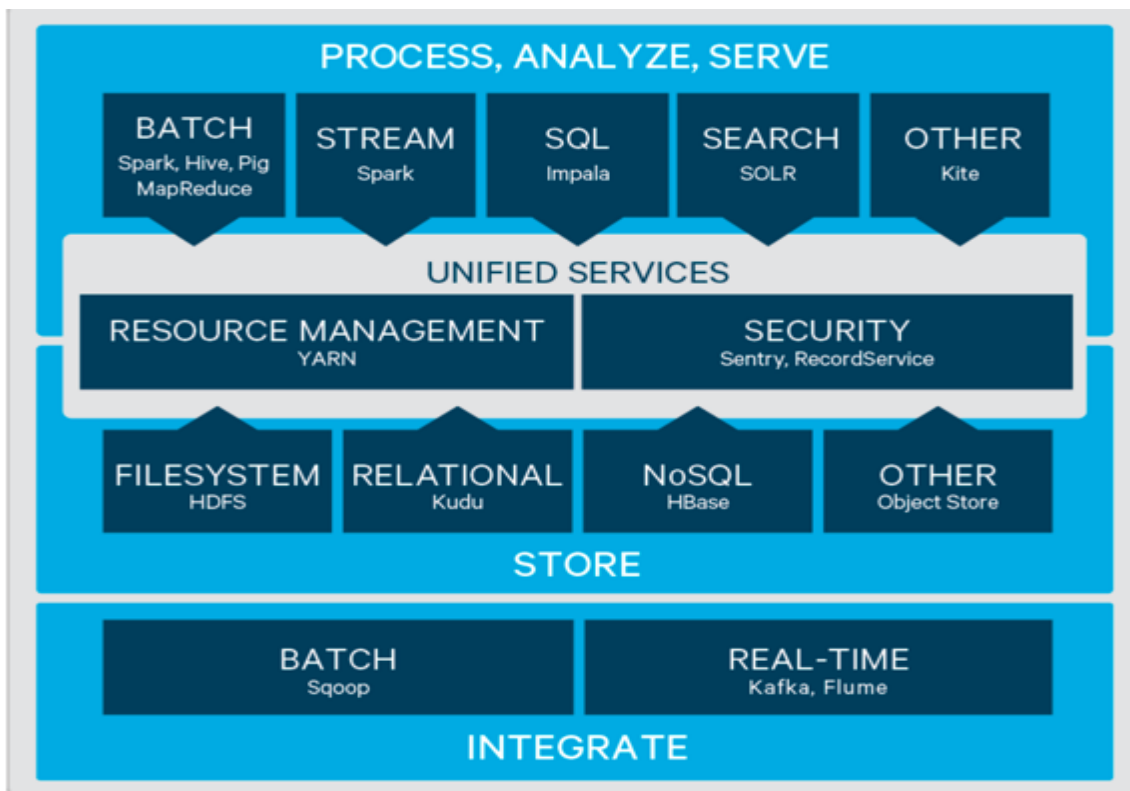 PROCESS, ANALYZE, SERVE
BATCH
Spark, Hive, Pig
MapReduce
STREAM
Spark
SQL
Impala
SEARCH
SOLR
OTHER
Kite
UNIFIED SERVICES
RESOURCE MANAGEMENT
YARN
SECURITY
Sentry, RecordService
FILESYSTEM
HDFS
RELATIONAL
Kudu
NoSQL
HBase
OTHER
Object Store
STORE
BATCH
Sqoop
REAL-TIME
Kafka, Flume
INTEGRATE